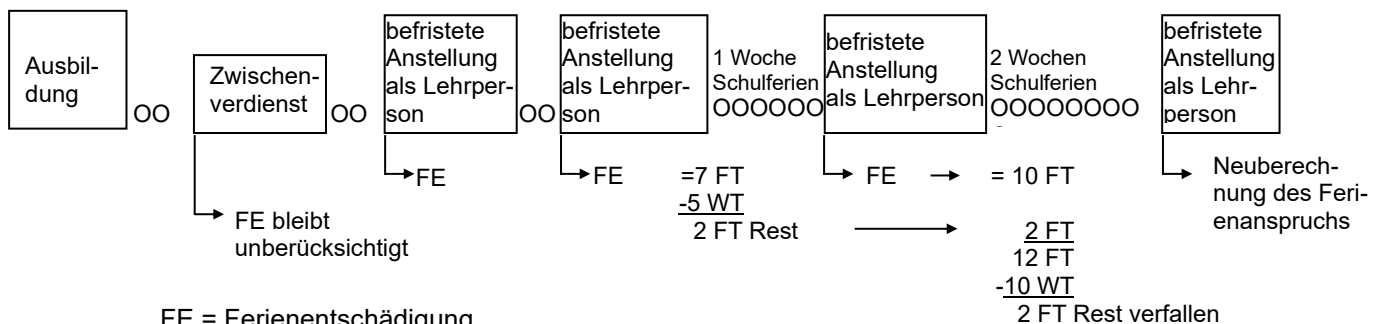 Ausbil-
dung
OO
Zwischen-
verdienst
OO
befristete
Anstellung
als Lehrper-
son
OO
befristete
Anstellung
als Lehrper-
son
1 Woche
Schulferien
OOOOOO
befristete
Anstellung
als Lehrperson
2 Wochen
Schulferien
OOOOOOOO
befristete
Anstellung
als Lehr-
person
FE bleibt
unberücksichtigt
FE
FE
=7 FT
-5 WT
2 FT Rest
FE
= 10 FT
2 FT
12 FT
-10 WT
2 FT Rest verfallen
Neuberech-
nung des Feri-
enanspruchs
FE = Ferienentschädigung